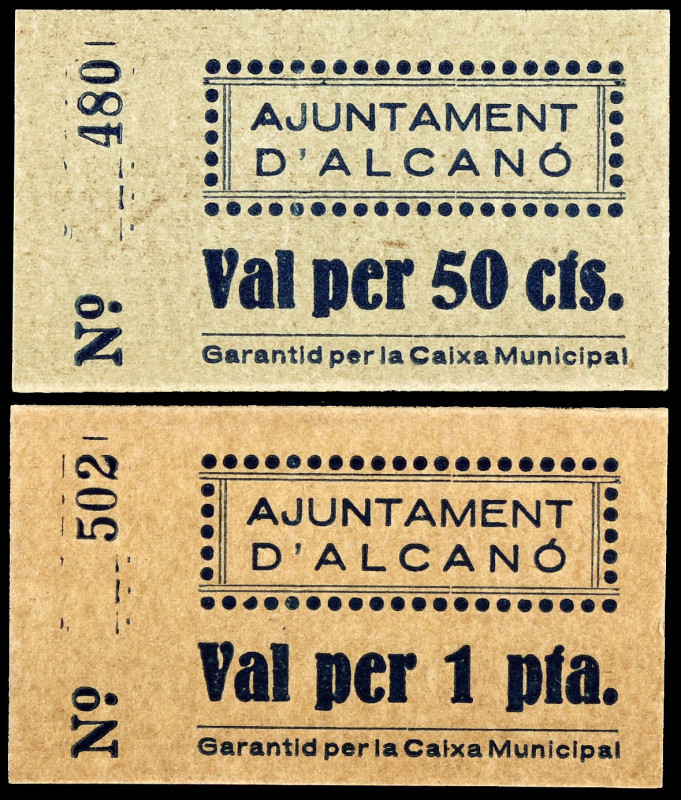 Nº 480
AJUNTAMENT
D'ALCANÓ
Val per 50 cts.
Garantid per la Caixa Municipal
Nº 502
AJUNTAMENT
D'ALCANÓ
Val per 1 pta.
Garantid per la Caixa Municipal